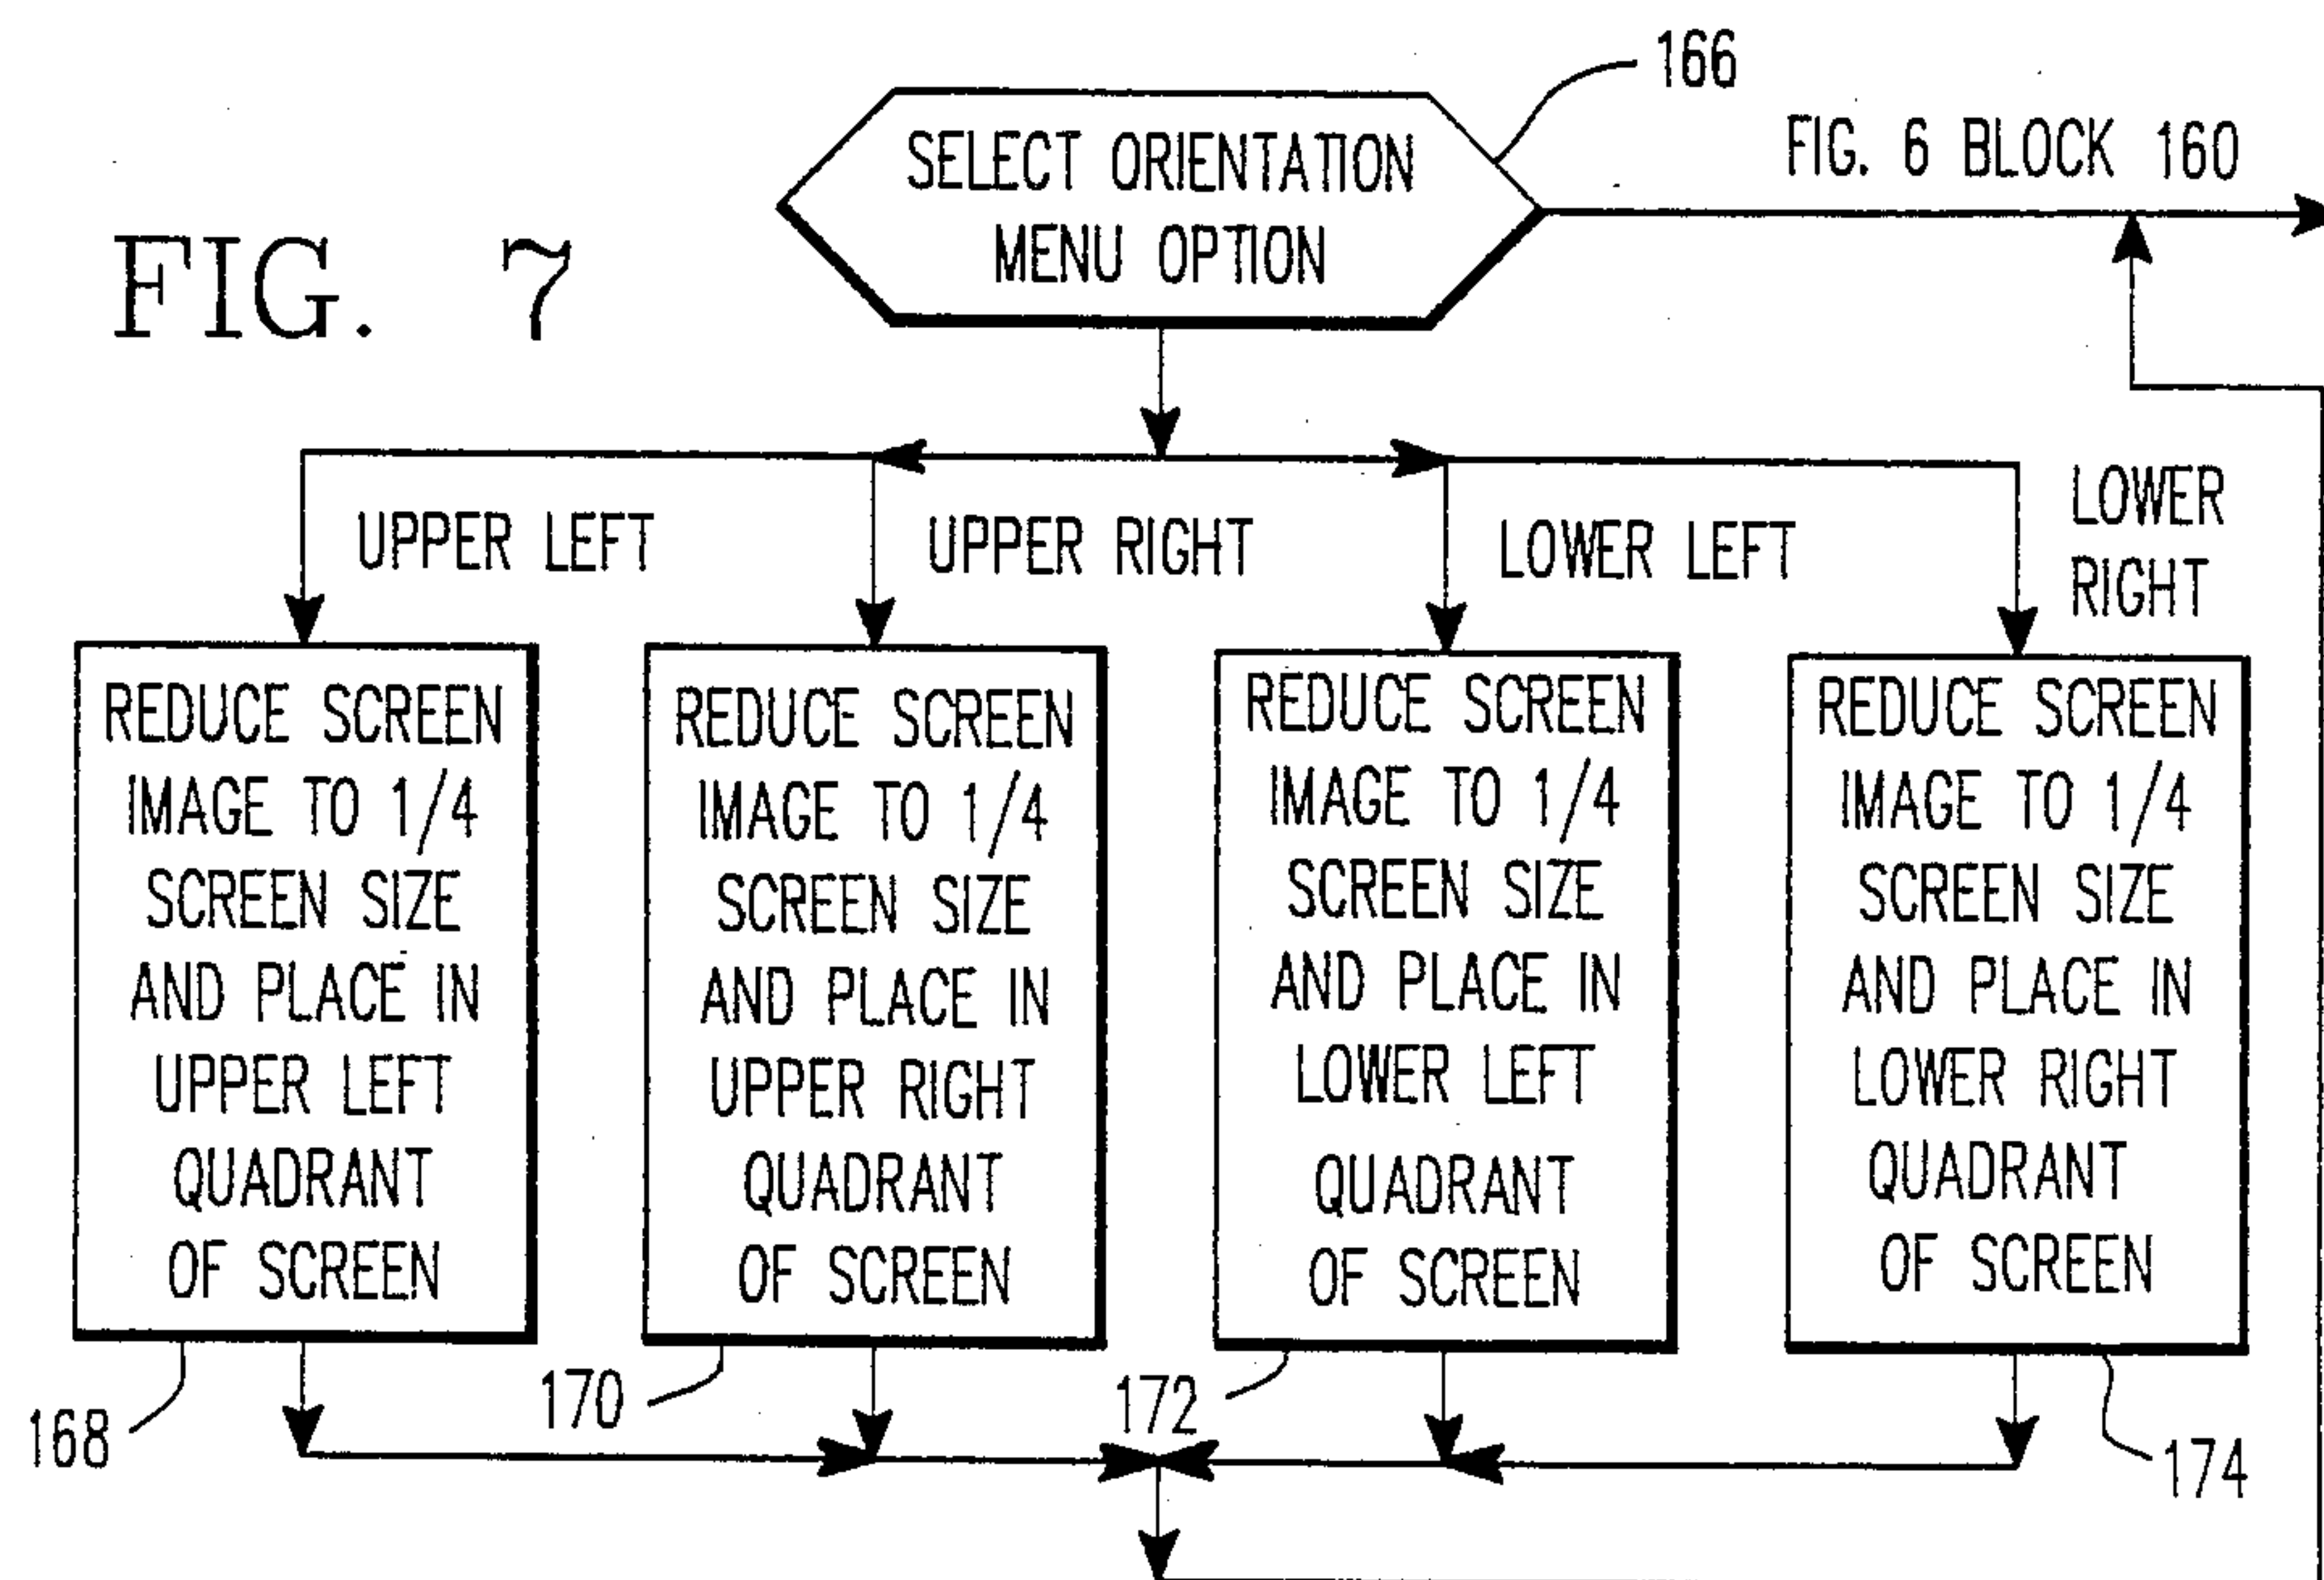 FIG. 7
166
SELECT ORIENTATION
MENU OPTION
FIG. 6 BLOCK 160
UPPER LEFT
UPPER RIGHT
LOWER LEFT
LOWER
RIGHT
REDUCE SCREEN
IMAGE TO 1/4
SCREEN SIZE
AND PLACE IN
UPPER LEFT
QUADRANT
OF SCREEN
168
REDUCE SCREEN
IMAGE TO 1/4
SCREEN SIZE
AND PLACE IN
UPPER RIGHT
QUADRANT
OF SCREEN
170
REDUCE SCREEN
IMAGE TO 1/4
SCREEN SIZE
AND PLACE IN
LOWER LEFT
QUADRANT
OF SCREEN
172
REDUCE SCREEN
IMAGE TO 1/4
SCREEN SIZE
AND PLACE IN
LOWER RIGHT
QUADRANT
OF SCREEN
174